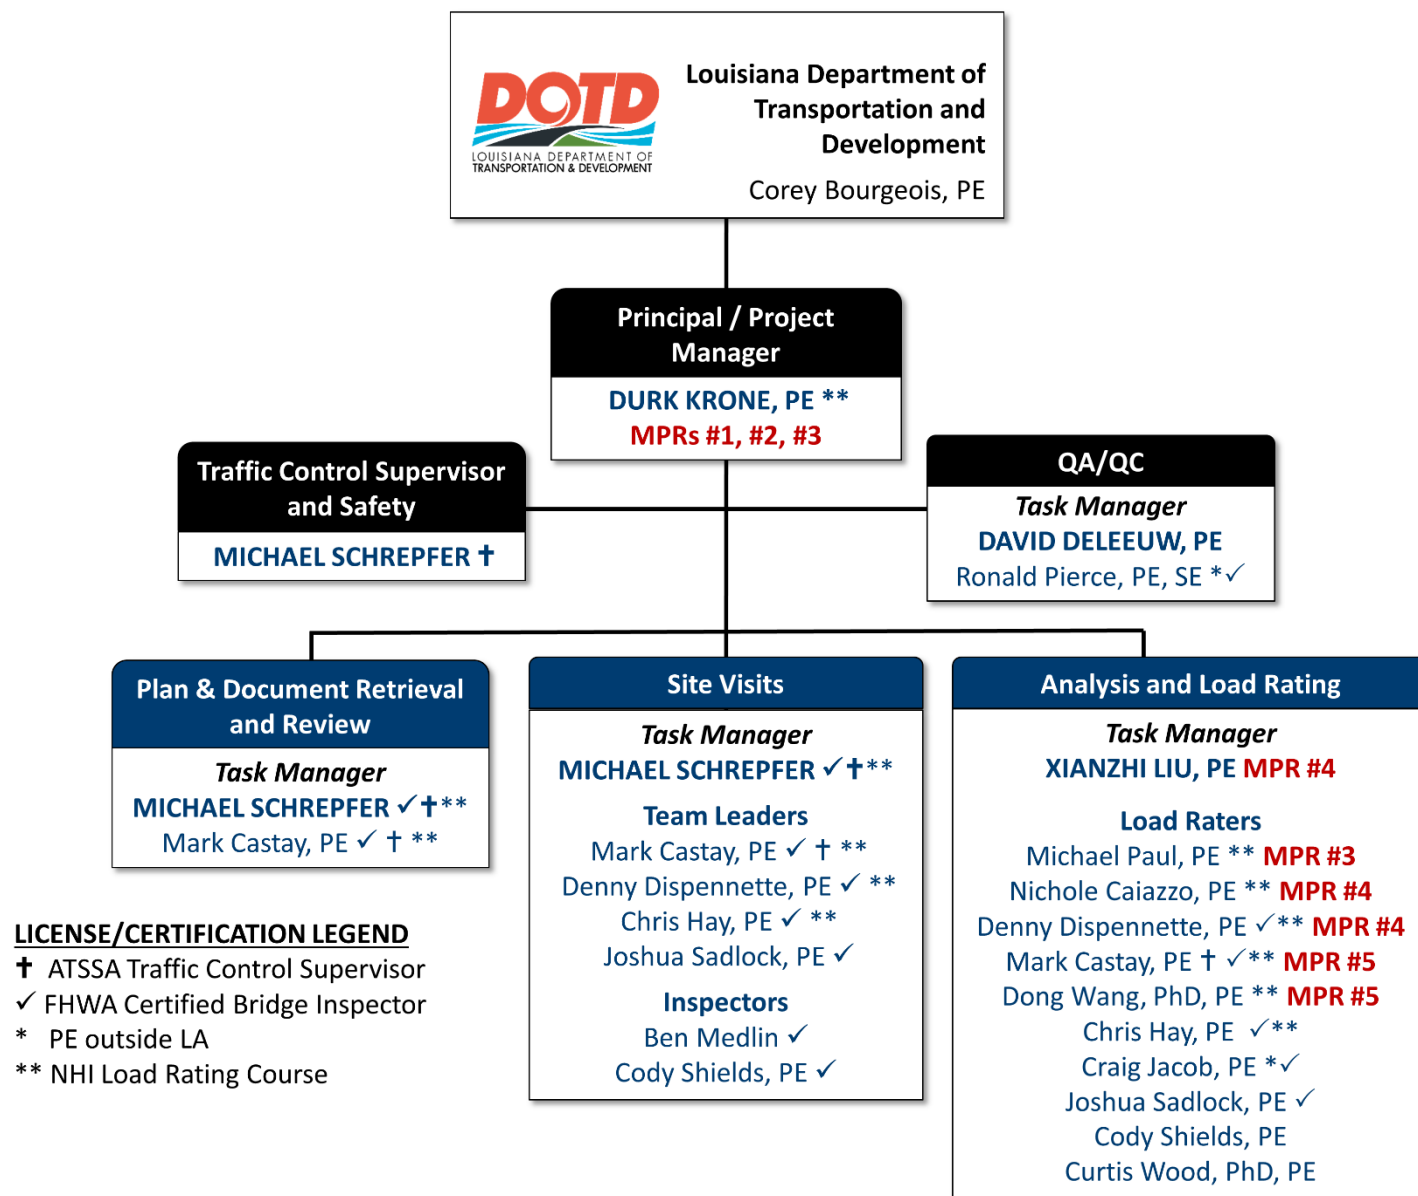 DOTD
LOUISIANA DEPARTMENT OF
TRANSPORTATION & DEVELOPMENT
Louisiana Department of
Transportation and
Development
Corey Bourgeois, PE
Principal / Project
Manager
DURK KRONE, PE **
MPRs #1, #2, #3
Traffic Control Supervisor
and Safety
MICHAEL SCHREPFER ✝
QA/QC
Task Manager
DAVID DELEEUW, PE
Ronald Pierce, PE, SE *✓
Plan & Document Retrieval
and Review
Task Manager
MICHAEL SCHREPFER ✓✝**
Mark Castay, PE ✓ ✝ **
Site Visits
Task Manager
MICHAEL SCHREPFER ✓✝**
Team Leaders
Mark Castay, PE ✓ ✝ **
Denny Dispennette, PE ✓ **
Chris Hay, PE ✓ **
Joshua Sadlock, PE ✓
Inspectors
Ben Medlin ✓
Cody Shields, PE ✓
Analysis and Load Rating
Task Manager
XIANZHI LIU, PE MPR #4
Load Raters
Michael Paul, PE ** MPR #3
Nichole Caiazzo, PE ** MPR #4
Denny Dispennette, PE ✓** MPR #4
Mark Castay, PE ✝ ✓** MPR #5
Dong Wang, PhD, PE ** MPR #5
Chris Hay, PE ✓**
Craig Jacob, PE *✓
Joshua Sadlock, PE ✓
Cody Shields, PE
Curtis Wood, PhD, PE
LICENSE/CERTIFICATION LEGEND
✝ ATSSA Traffic Control Supervisor
✓ FHWA Certified Bridge Inspector
* PE outside LA
** NHI Load Rating Course